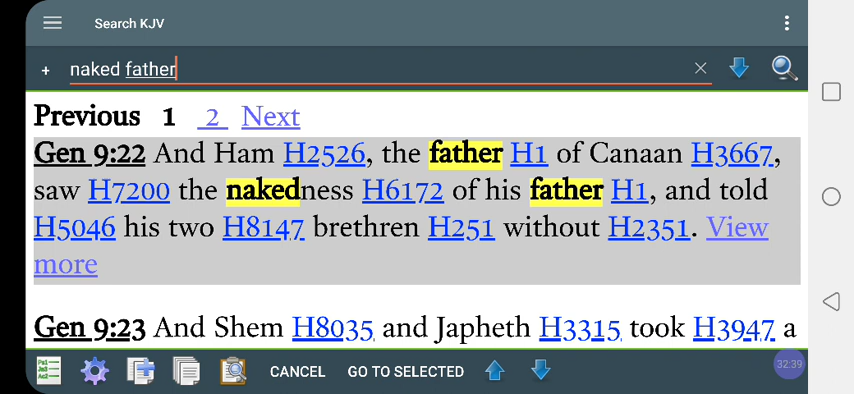 Search KJV
+ naked father
Previous 1 2 Next
Gen 9:22 And Ham H2526, the father H1 of Canaan H3667,
saw H7200 the nakedness H6172 of his father H1, and told
H5046 his two H8147 brethren H251 without H2351. View
more
Gen 9:23 And Shem H8035 and Japheth H3315 took H3947 a
CANCEL GO TO SELECTED
32:39